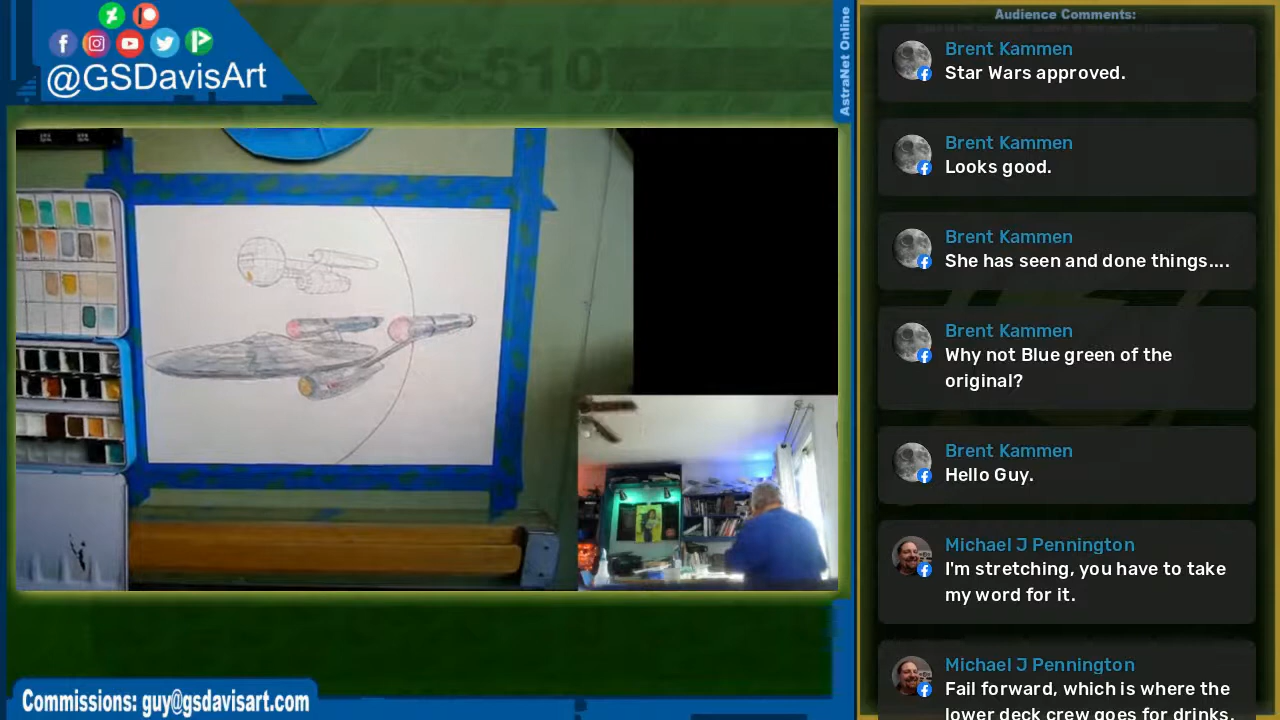 @GSDavisArt
FS-510
AstraNet Online
Commissions: guy@gsdavisart.com
Audience Comments:
Brent Kammen
Star Wars approved.
Brent Kammen
Looks good.
Brent Kammen
She has seen and done things....
Brent Kammen
Why not Blue green of the
original?
Brent Kammen
Hello Guy.
Michael J Pennington
I'm stretching, you have to take
my word for it.
Michael J Pennington
Fail forward, which is where the
lower deck crew goes for drinks.